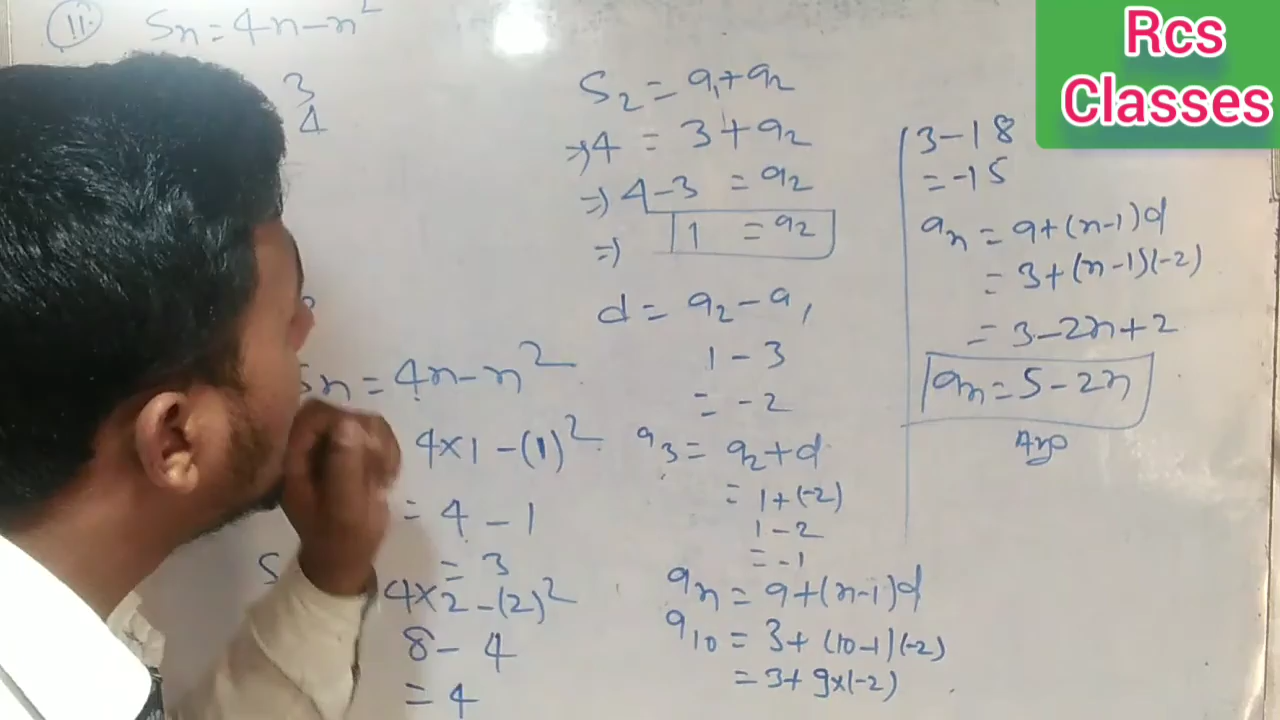 11. Sn = 4n - n²
3
4
Sn = 4n - n²
4×1 - (1)²
= 4 - 1
= 3
S
4×2 - (2)²
8 - 4
= 4
S₂ = a₁ + a₂
⇒ 4 = 3 + a₂
⇒ 4 - 3 = a₂
⇒ 1 = a₂
d = a₂ - a₁
1 - 3
= -2
a₃ = a₂ + d
= 1 + (-2)
1 - 2
= -1
an = a + (n-1)d
a₁₀ = 3 + (10-1)(-2)
= 3 + 9×(-2)
3 - 18
= -15
an = a + (n-1)d
= 3 + (n-1)(-2)
= 3 - 2n + 2
an = 5 - 2n
Ans
Rcs
Classes